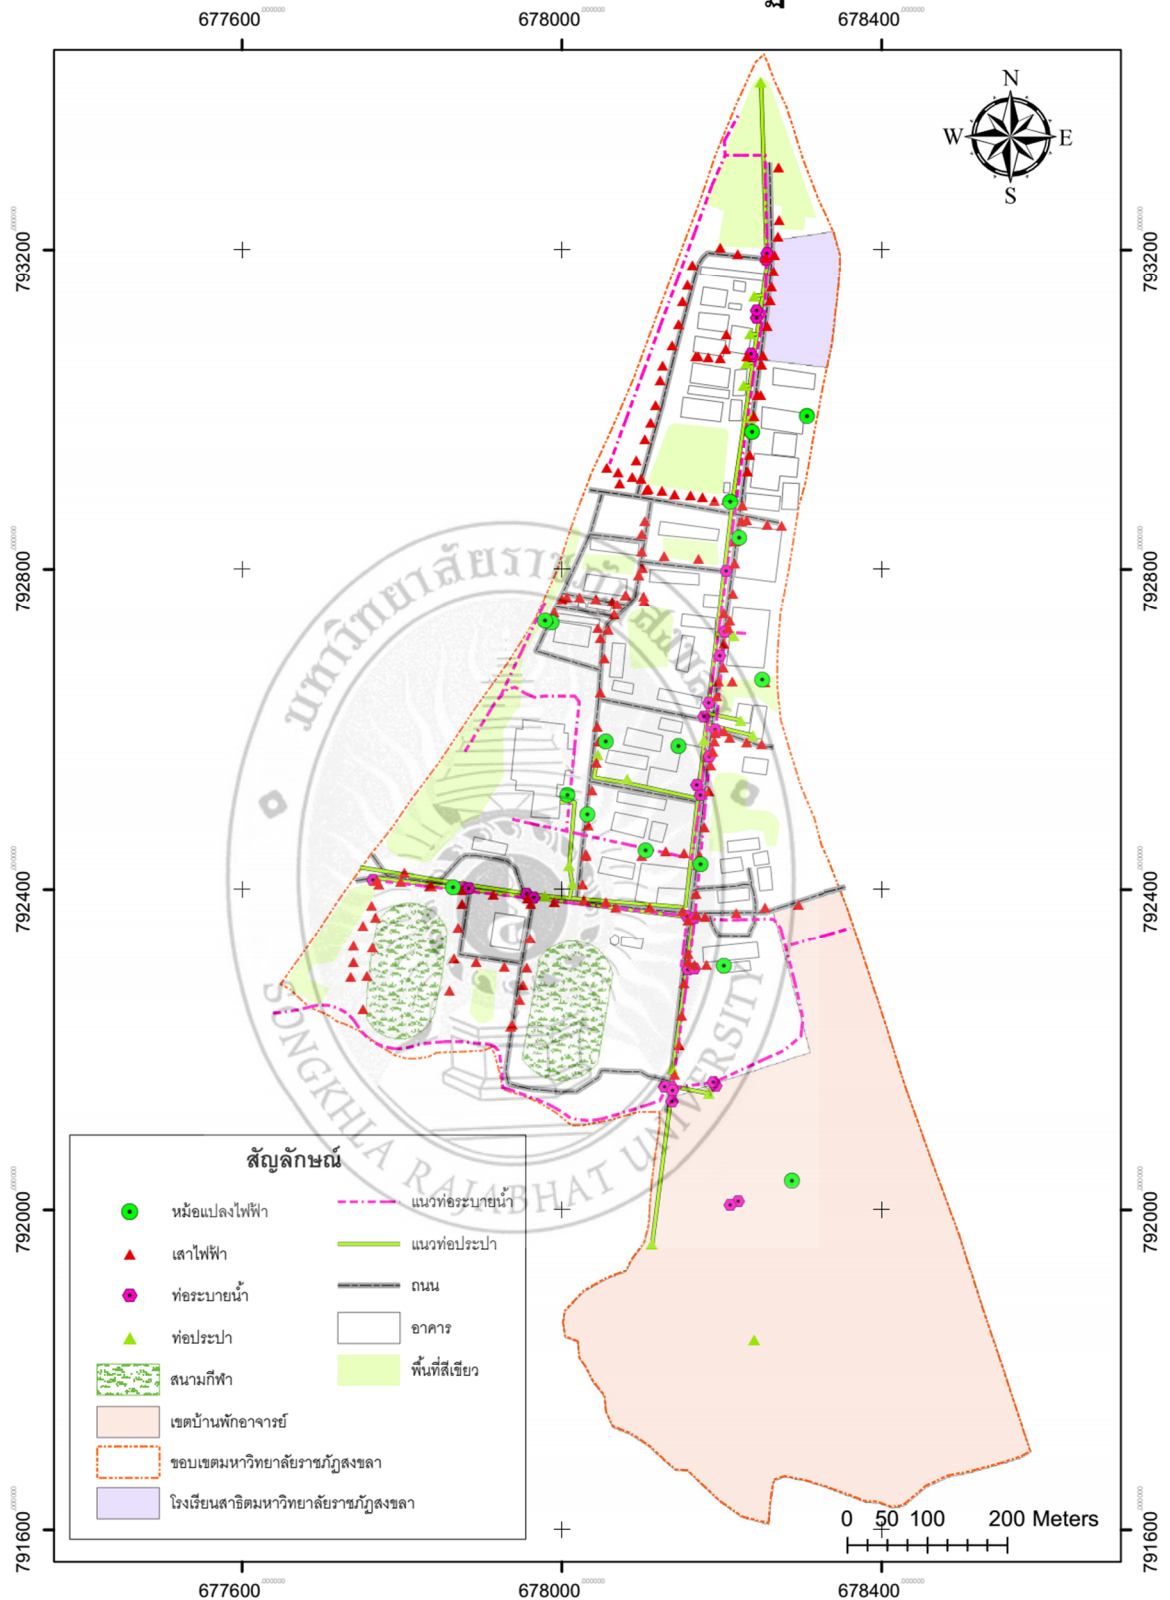 677600 678000 678400
N
W E
S
793200 793200
792800 792800
792400 792400
792000 792000
791600 791600
มหาวิทยาลัยราชภัฏสงขลา
SONGKHLA RAJABHAT UNIVERSITY
สัญลักษณ์
หม้อแปลงไฟฟ้า
เสาไฟฟ้า
ท่อระบายน้ำ
ท่อประปา
สนามกีฬา
เขตบ้านพักอาจารย์
ขอบเขตมหาวิทยาลัยราชภัฏสงขลา
โรงเรียนสาธิตมหาวิทยาลัยราชภัฏสงขลา
แนวท่อระบายน้ำ
แนวท่อประปา
ถนน
อาคาร
พื้นที่สีเขียว
0 50 100 200 Meters
677600 678000 678400